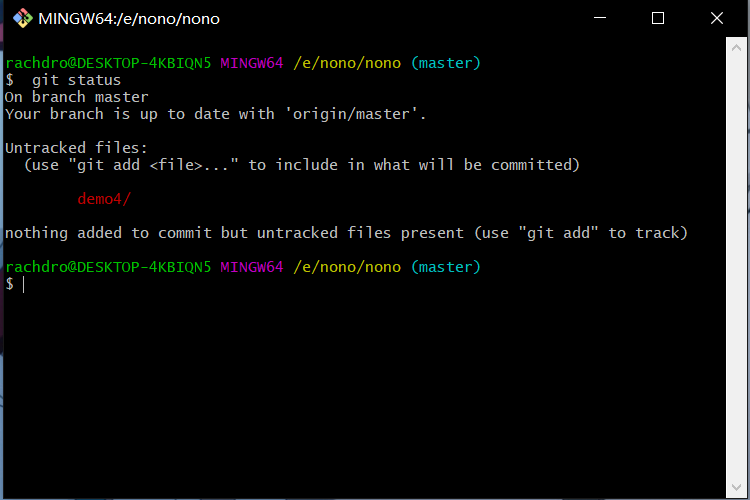 MINGW64:/e/nono/nono
rachdro@DESKTOP-4KBIQN5 MINGW64 /e/nono/nono (master)
$  git status
On branch master
Your branch is up to date with 'origin/master'.
Untracked files:
  (use "git add <file>..." to include in what will be committed)
        demo4/
nothing added to commit but untracked files present (use "git add" to track)
rachdro@DESKTOP-4KBIQN5 MINGW64 /e/nono/nono (master)
$